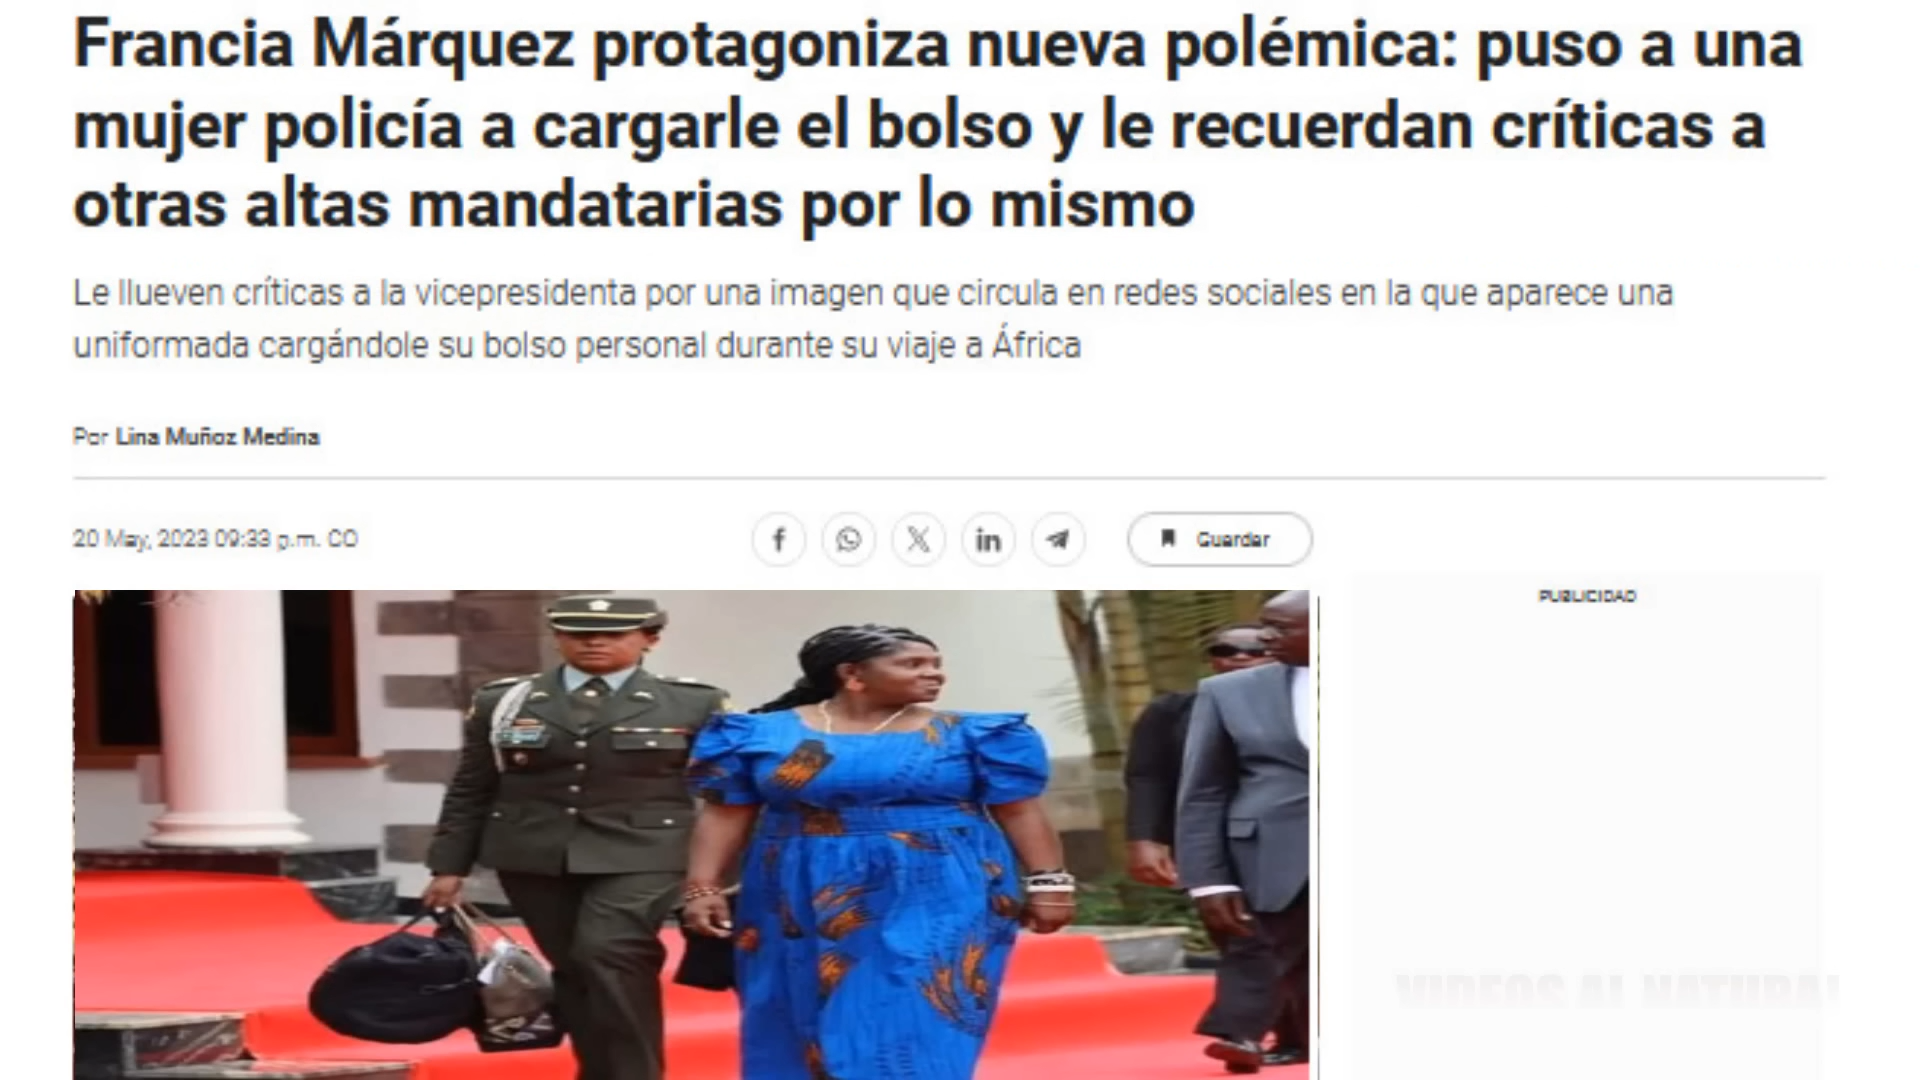 Francia Márquez protagoniza nueva polémica: puso a una
mujer policía a cargarle el bolso y le recuerdan críticas a
otras altas mandatarias por lo mismo
Le llueven críticas a la vicepresidenta por una imagen que circula en redes sociales en la que aparece una
uniformada cargándole su bolso personal durante su viaje a África
Por Lina Muñoz Medina
20 May, 2023 09:33 p.m. CO
Guardar
PUBLICIDAD
VIDEOS AL NATURAL